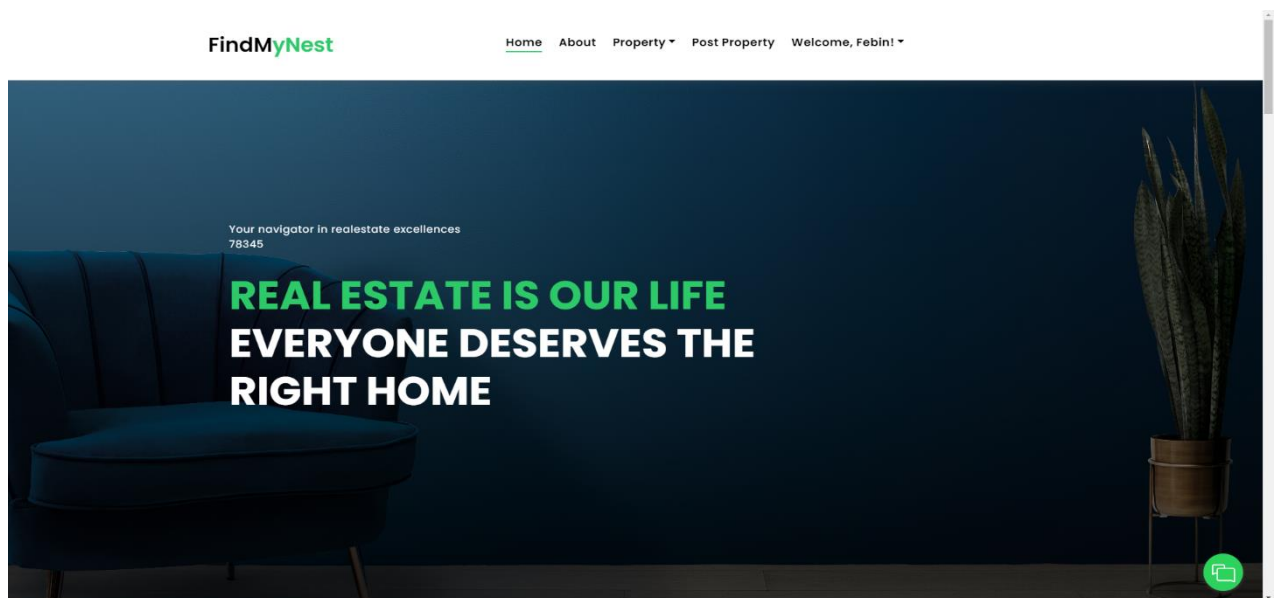 FindMyNest
Home About Property Post Property Welcome, Febin!
Your navigator in realestate excellences
78345
REAL ESTATE IS OUR LIFE
EVERYONE DESERVES THE
RIGHT HOME